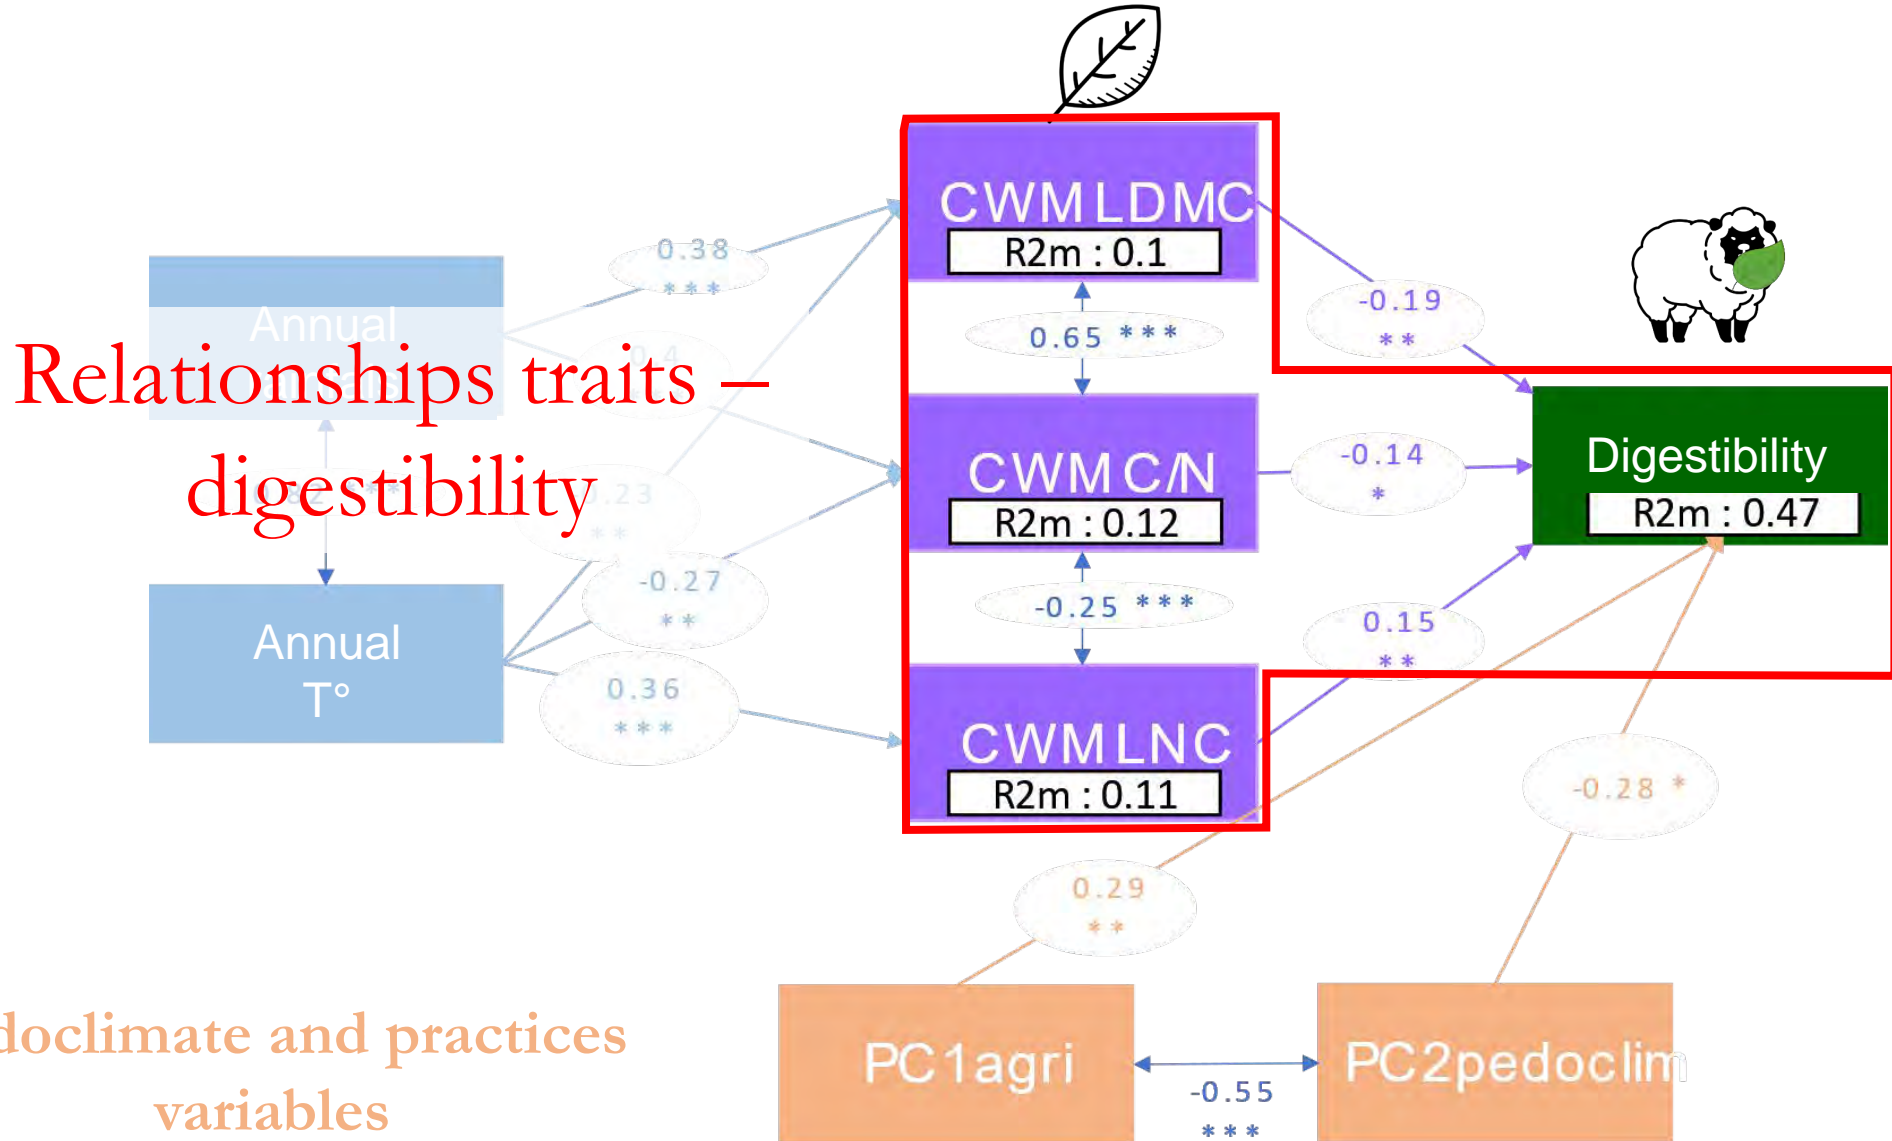 CWM LDMC
R2m : 0.1
0.38
***
Annual
-0.19
**
0.65 ***
Relationships traits –
digestibility
CWM C/N
R2m : 0.12
-0.14
*
Digestibility
R2m : 0.47
**
-0.27
**
-0.25 ***
0.15
**
Annual
T°
0.36
***
CWM LNC
R2m : 0.11
-0.28 *
0.29
**
doclimate and practices
variables
PC1agri
-0.55
***
PC2pedoclim